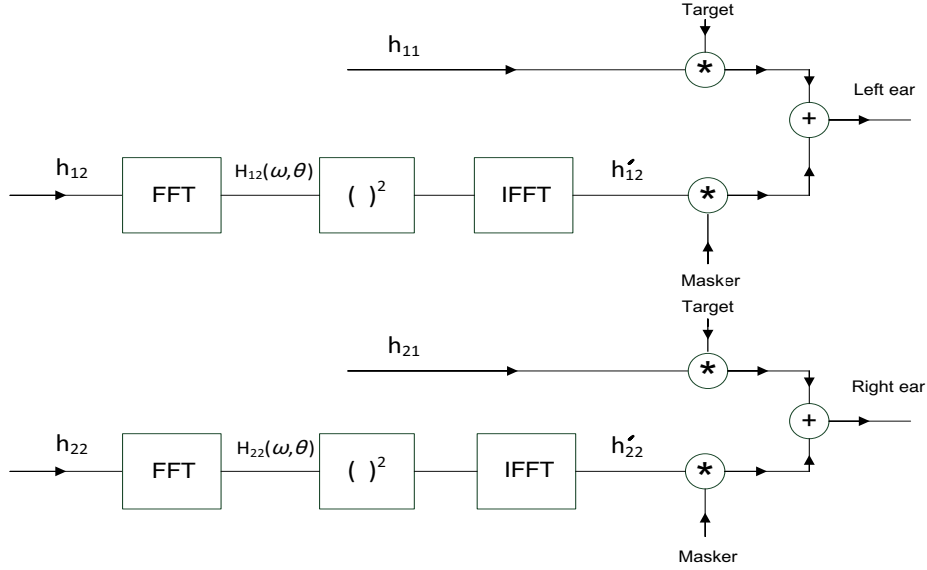 Target
h₁₁
*
Left ear
+
h₁₂
FFT
H₁₂(ω,θ)
( )²
IFFT
h′₁₂
*
Masker
Target
h₂₁
*
Right ear
+
h₂₂
FFT
H₂₂(ω,θ)
( )²
IFFT
h′₂₂
*
Masker